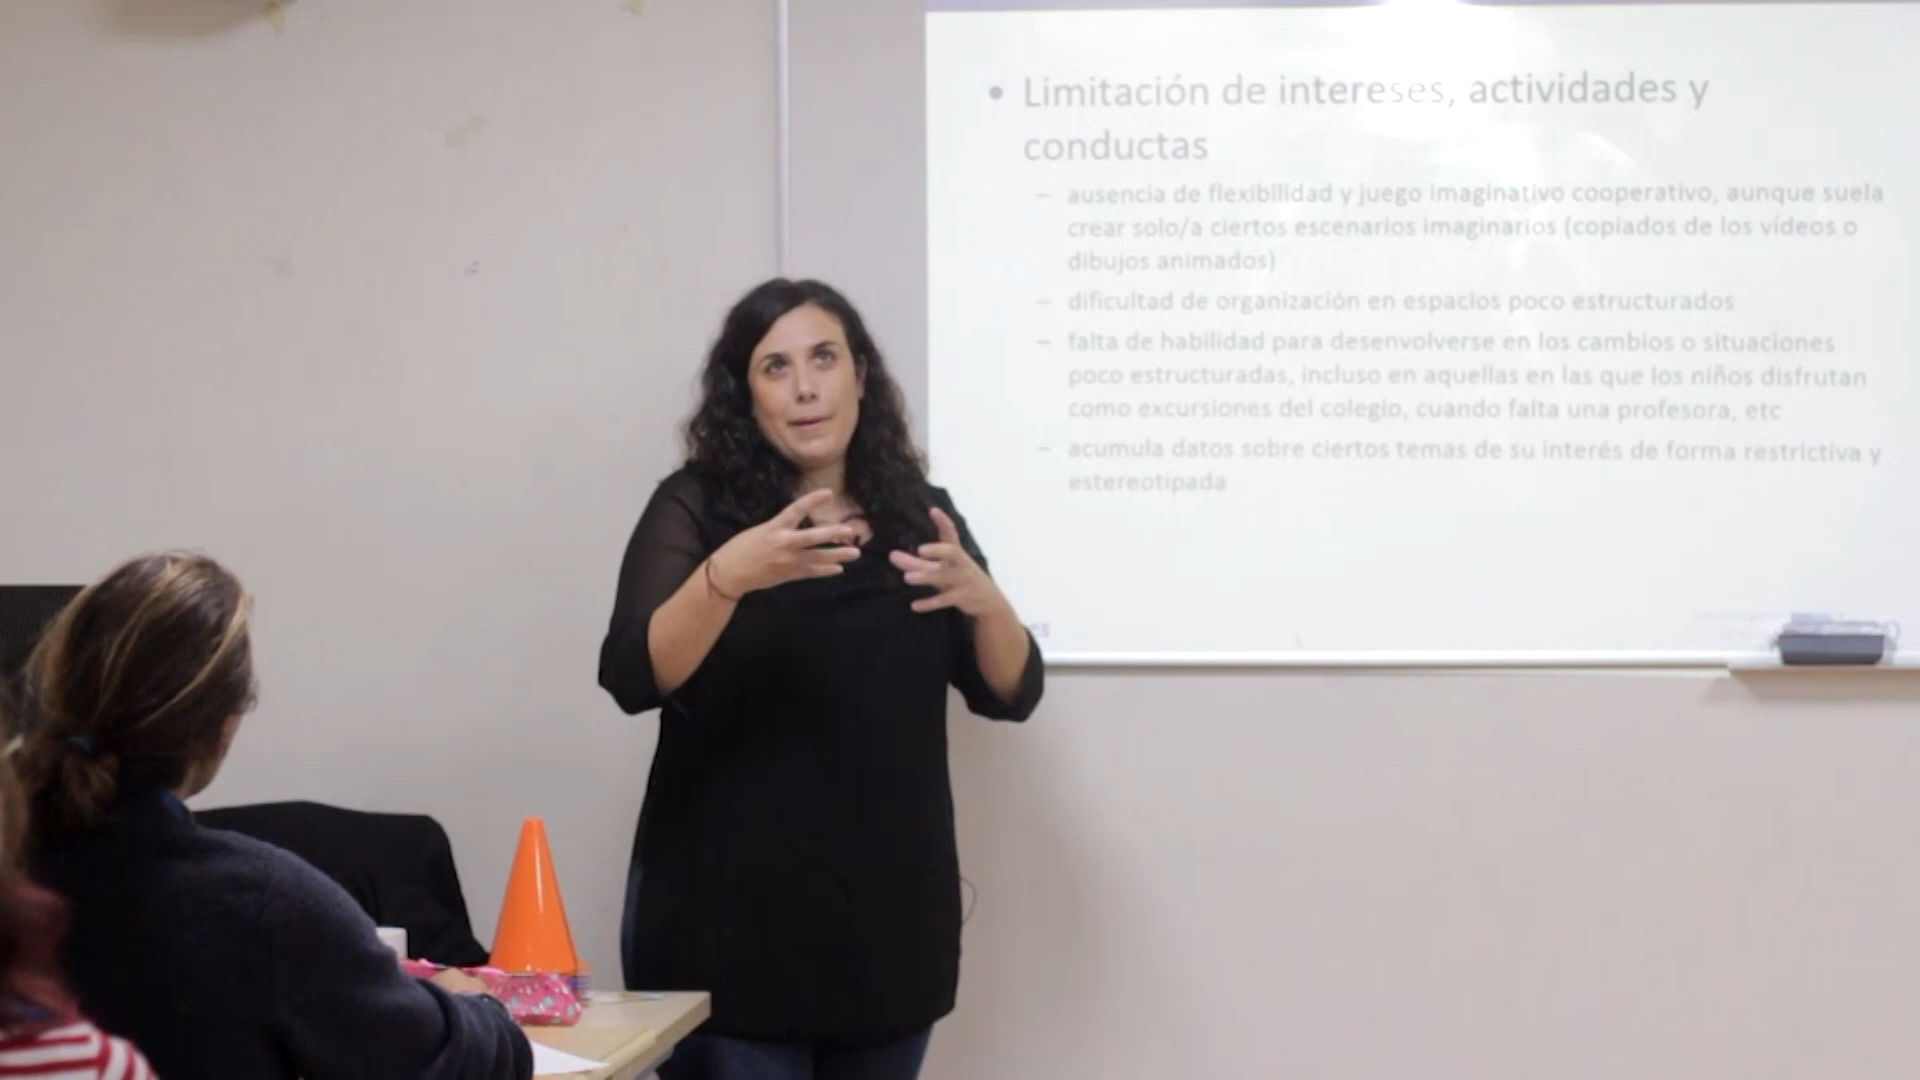 • Limitación de intereses, actividades y
conductas
– ausencia de flexibilidad y juego imaginativo cooperativo, aunque suela
crear solo/a ciertos escenarios imaginarios (copiados de los vídeos o
dibujos animados)
– dificultad de organización en espacios poco estructurados
– falta de habilidad para desenvolverse en los cambios o situaciones
poco estructuradas, incluso en aquellas en las que los niños disfrutan
como excursiones del colegio, cuando falta una profesora, etc
– acumula datos sobre ciertos temas de su interés de forma restrictiva y
estereotipada